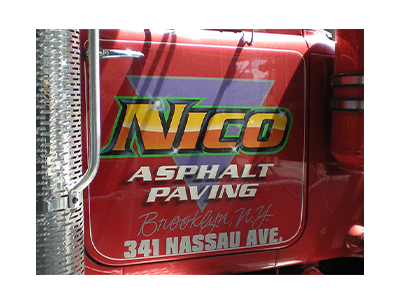 NICO
ASPHALT
PAVING
Brooklyn, N.Y.
341 NASSAU AVE.